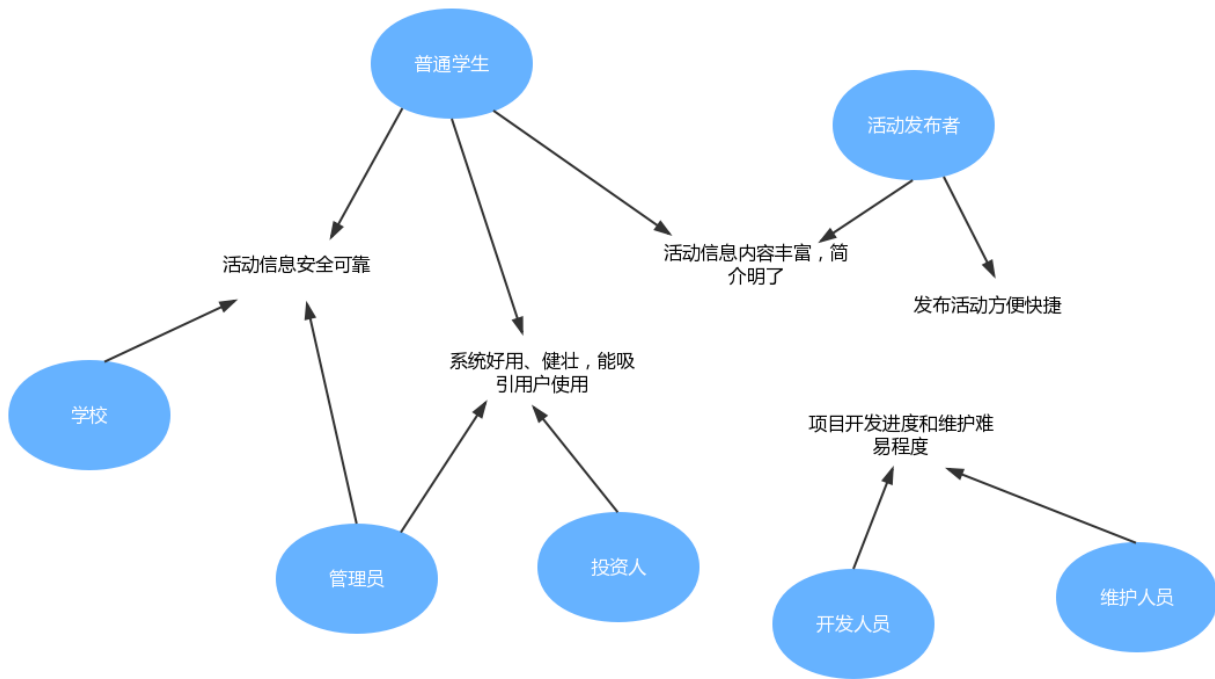 普通学生
活动发布者
活动信息安全可靠
活动信息内容丰富，简
介明了
发布活动方便快捷
系统好用、健壮，能吸
引用户使用
学校
项目开发进度和维护难
易程度
管理员
投资人
开发人员
维护人员